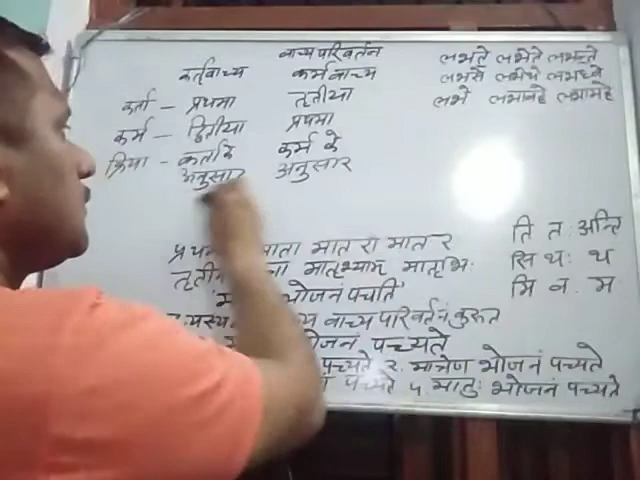 वाच्य परिवर्तन
कर्तृवाच्य कर्मवाच्य
कर्ता - प्रथमा तृतीया
कर्म - द्वितीया प्रथमा
क्रिया - कर्ता के कर्म के
अनुसार अनुसार
लभते लभेते लभन्ते
लभसे लभेथे लभध्वे
लभे लभावहे लभामहे
माता मातरौ मातर
मातृभ्याम् मातृभिः
भोजनं पचति'
वाच्य परिवर्तनं कुरुत
भोजनं पच्यते
पच्यते २. मात्रेण भोजनं पच्यते
पच्यते ५. मातुः भोजनं पच्यते
ति तः अन्ति
सि थः थ
मि व. म.